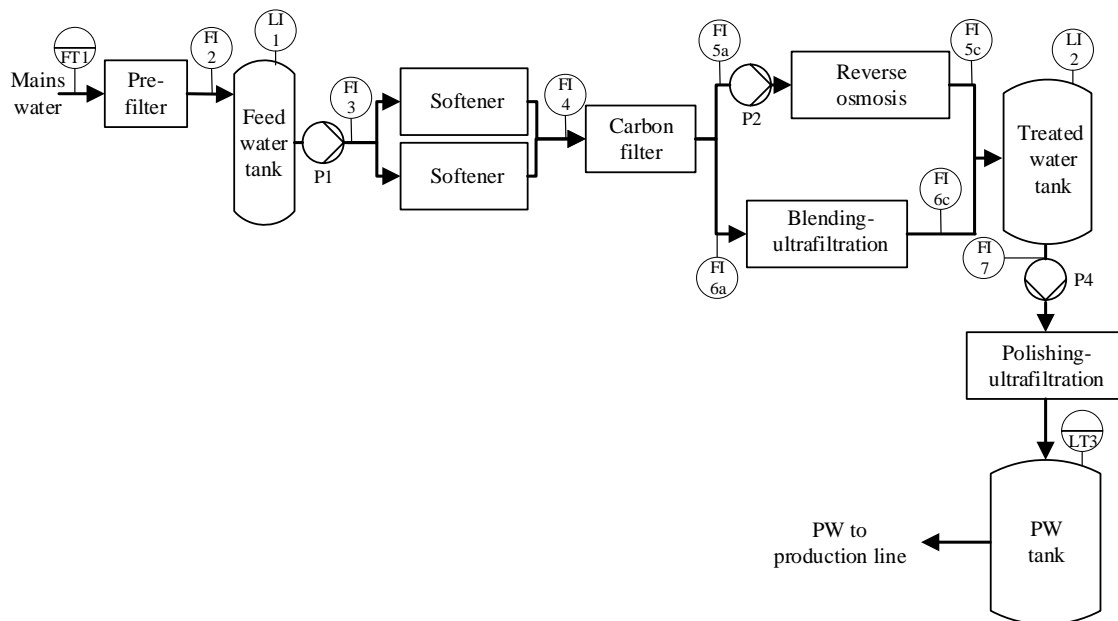 FT1
Mains
water
Pre-
filter
FI
2
LI
1
Feed
water
tank
P1
FI
3
Softener
Softener
FI
4
Carbon
filter
FI
5a
P2
Reverse
osmosis
FI
5c
FI
6a
Blending-
ultrafiltration
FI
6c
LI
2
Treated
water
tank
FI
7
P4
Polishing-
ultrafiltration
LT3
PW
tank
PW to
production line